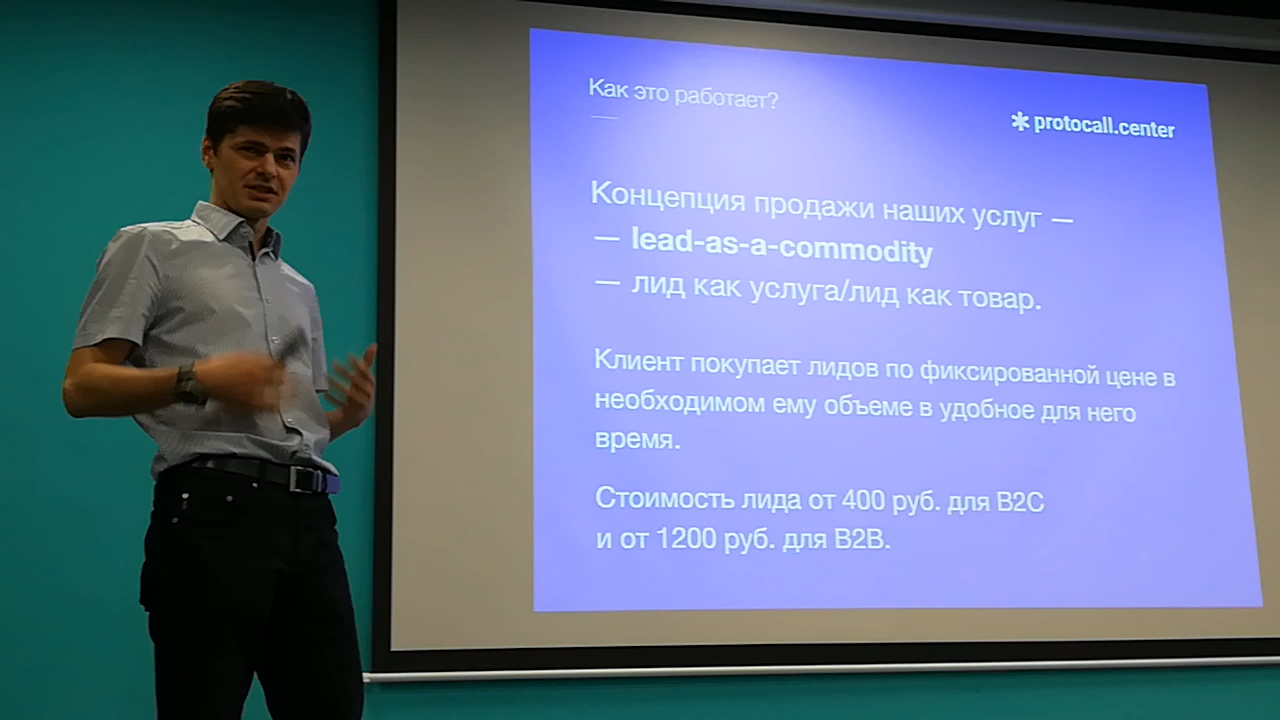 Как это работает?
✱ protocall.center
Концепция продажи наших услуг —
— lead-as-a-commodity
— лид как услуга/лид как товар.
Клиент покупает лидов по фиксированной цене в
необходимом ему объеме в удобное для него
время.
Стоимость лида от 400 руб. для B2C
и от 1200 руб. для B2B.